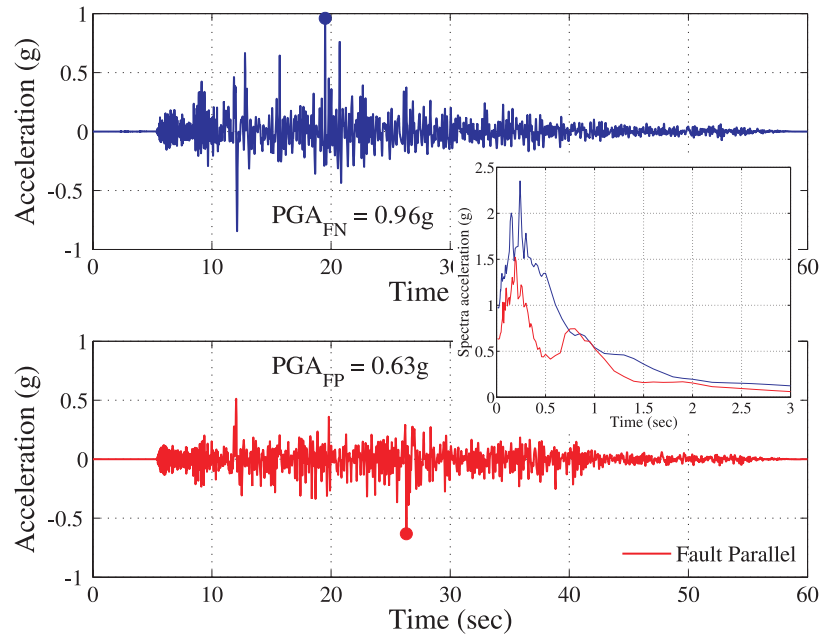 1
0.5
0
-0.5
-1
Acceleration (g)
PGA_FN = 0.96g
0 10 20 30 60
Time
2.5
2
1.5
1
0.5
0
Spectra acceleration (g)
0 0.5 1 1.5 2 2.5 3
Time (sec)
1
0.5
0
-0.5
-1
Acceleration (g)
PGA_FP = 0.63g
Fault Parallel
0 10 20 30 40 50 60
Time (sec)